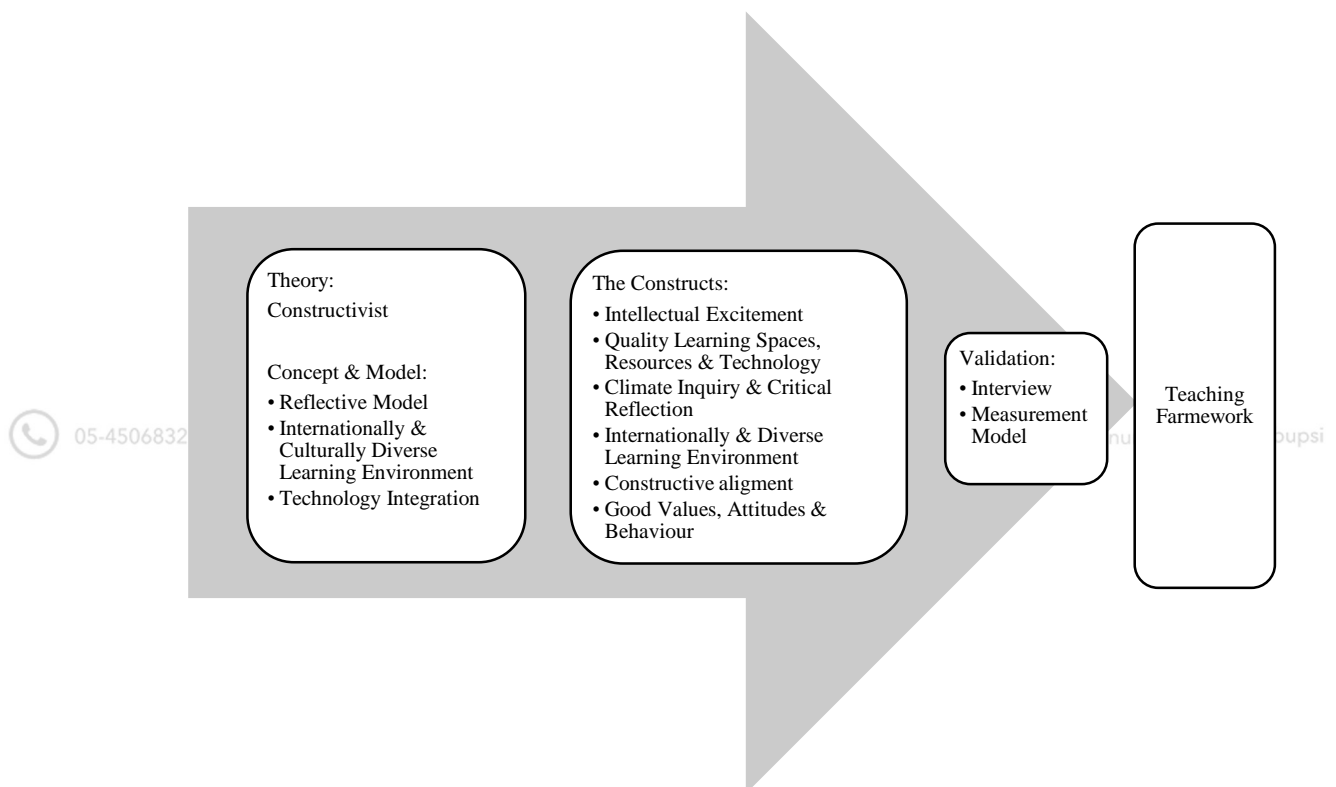 Theory:
Constructivist
Concept & Model:
• Reflective Model
• Internationally &
Culturally Diverse
Learning Environment
• Technology Integration
The Constructs:
• Intellectual Excitement
• Quality Learning Spaces,
Resources & Technology
• Climate Inquiry & Critical
Reflection
• Internationally & Diverse
Learning Environment
• Constructive aligment
• Good Values, Attitudes &
Behaviour
Validation:
• Interview
• Measurement
Model
Teaching
Farmework
05-4506832